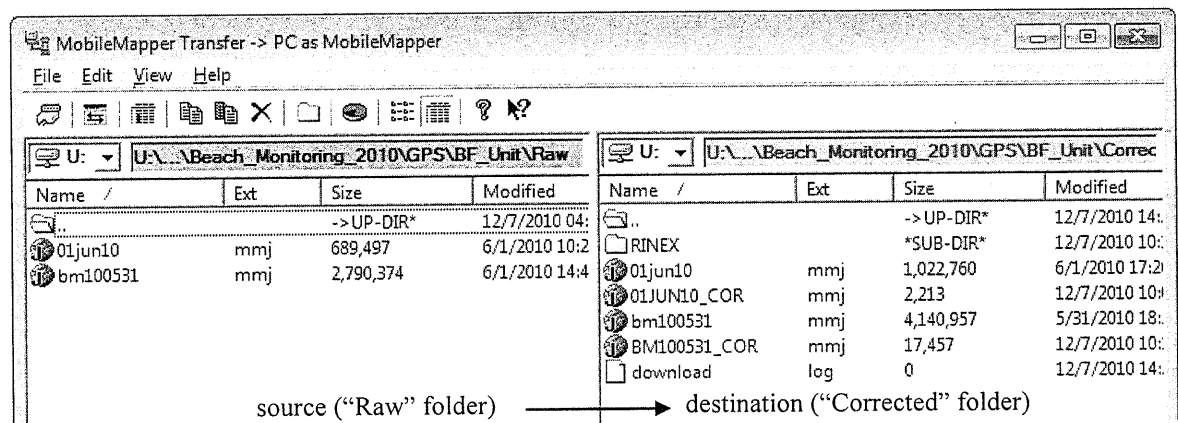 MobileMapper Transfer -> PC as MobileMapper
File Edit View Help
U: U:\...\Beach_Monitoring_2010\GPS\BF_Unit\Raw
Name / Ext Size Modified
.. ->UP-DIR* 12/7/2010 04:
01jun10 mmj 689,497 6/1/2010 10:2
bm100531 mmj 2,790,374 6/1/2010 14:4
U: U:\...\Beach_Monitoring_2010\GPS\BF_Unit\Correc
Name / Ext Size Modified
.. ->UP-DIR* 12/7/2010 14:
RINEX *SUB-DIR* 12/7/2010 10:
01jun10 mmj 1,022,760 6/1/2010 17:2
01JUN10_COR mmj 2,213 12/7/2010 10:
bm100531 mmj 4,140,957 5/31/2010 18:
BM100531_COR mmj 17,457 12/7/2010 10:
download log 0 12/7/2010 14:
source ("Raw" folder) destination ("Corrected" folder)